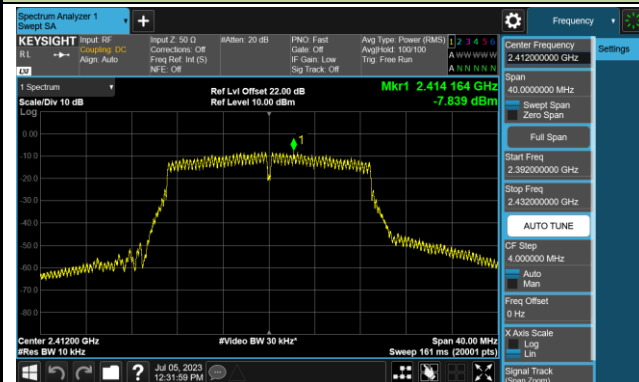 Spectrum Analyzer 1
Swept SA
Frequency
KEYSIGHT
RL
Input: RF
Coupling: DC
Align: Auto
Input Z: 50 Ω
Corrections: Off
Freq Ref: Int (S)
NFE: Off
#Atten: 20 dB
PNO: Fast
Gate: Off
IF Gain: Low
Sig Track: Off
Avg Type: Power (RMS)
Avg|Hold: 100/100
Trig: Free Run
1 2 3 4 5 6
A W W W W W
A N N N N N
1 Spectrum
Scale/Div 10 dB
Log
Ref Lvl Offset 22.00 dB
Ref Level 10.00 dBm
Mkr1 2.414 164 GHz
-7.839 dBm
1
0.00
-10.0
-20.0
-30.0
-40.0
-50.0
-60.0
-70.0
-80.0
Center 2.41200 GHz
#Res BW 10 kHz
#Video BW 30 kHz*
Span 40.00 MHz
Sweep 161 ms (20001 pts)
Jul 05, 2023
12:31:59 PM
Center Frequency
2.412000000 GHz
Settings
Span
40.0000000 MHz
Swept Span
Zero Span
Full Span
Start Freq
2.392000000 GHz
Stop Freq
2.432000000 GHz
AUTO TUNE
CF Step
4.000000 MHz
Auto
Man
Freq Offset
0 Hz
X Axis Scale
Log
Lin
Signal Track
(Span Zoom)